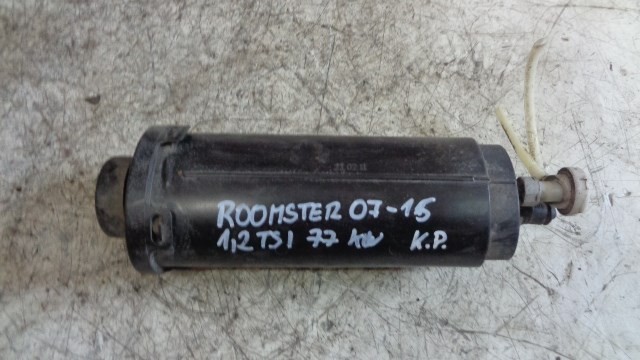 ROOMSTER 07-15
1,2 TSI 77 kW K.P.